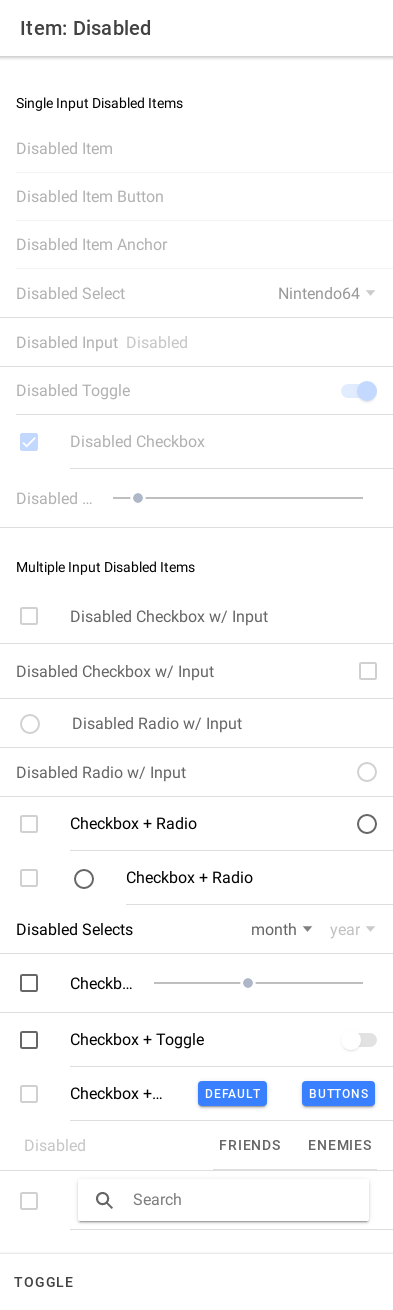 Item: Disabled
Single Input Disabled Items
Disabled Item
Disabled Item Button
Disabled Item Anchor
Disabled Select Nintendo64
Disabled Input Disabled
Disabled Toggle
Disabled Checkbox
Disabled ...
Multiple Input Disabled Items
Disabled Checkbox w/ Input
Disabled Checkbox w/ Input
Disabled Radio w/ Input
Disabled Radio w/ Input
Checkbox + Radio
Checkbox + Radio
Disabled Selects month year
Checkb...
Checkbox + Toggle
Checkbox +... DEFAULT BUTTONS
Disabled FRIENDS ENEMIES
Search
TOGGLE